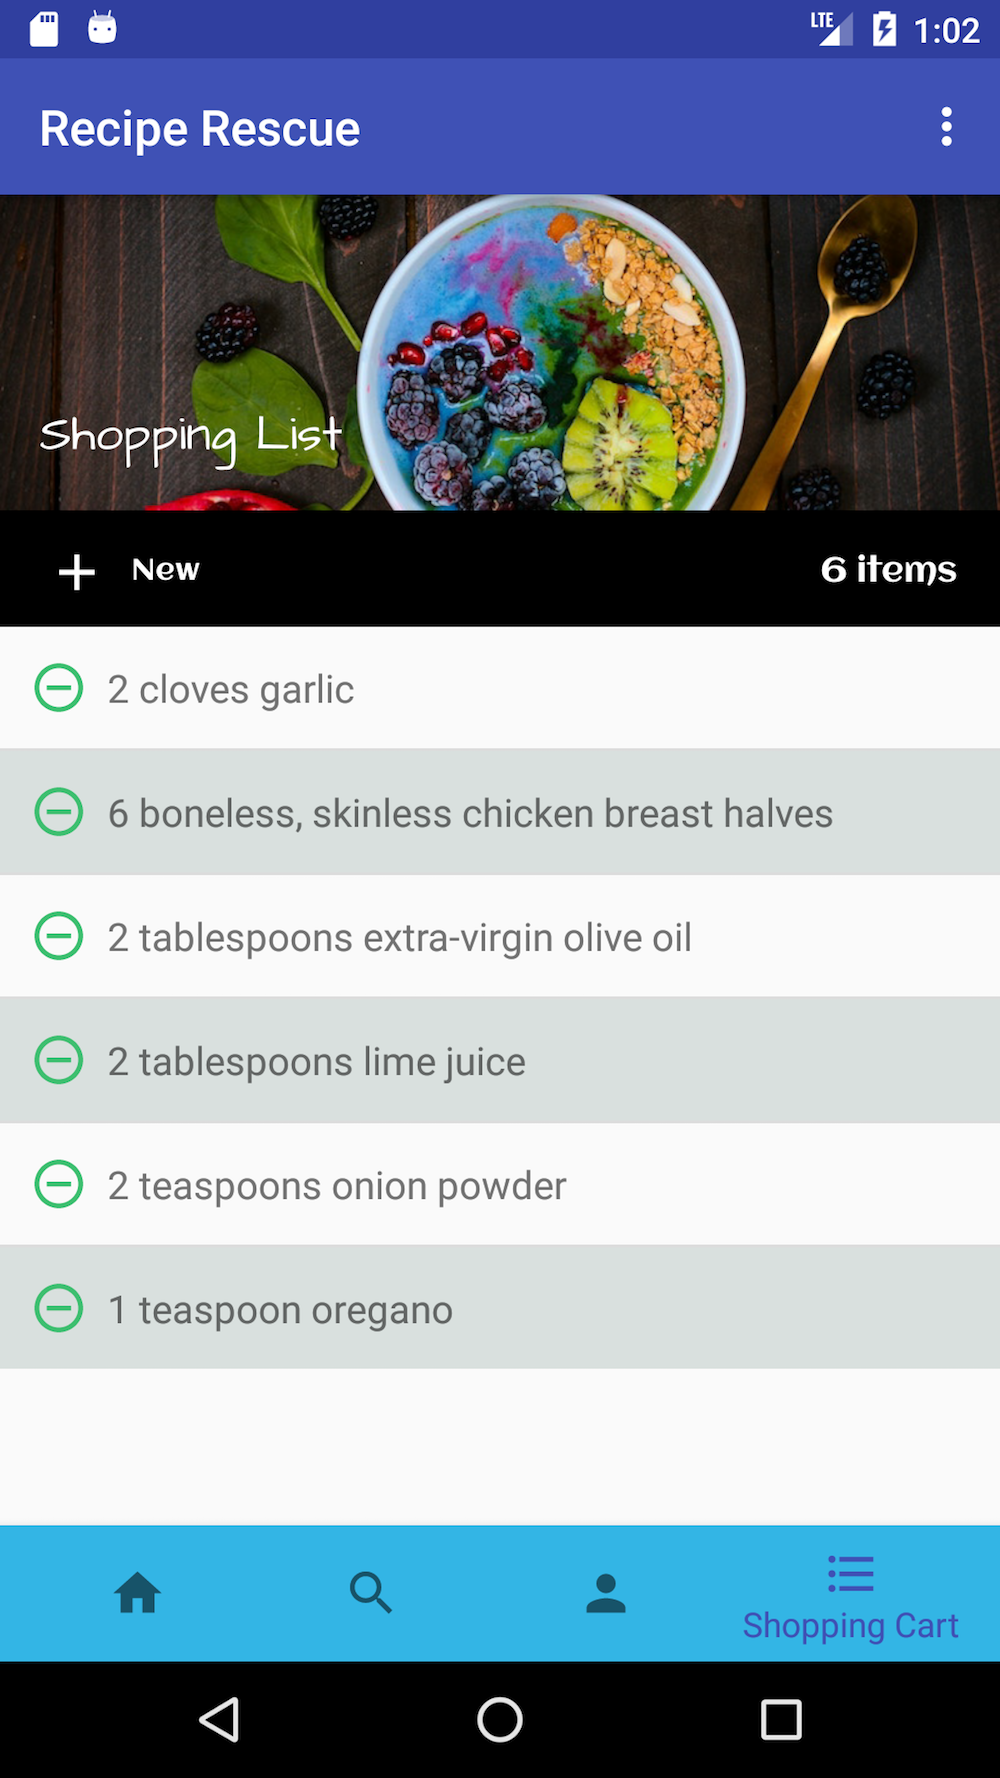 LTE 1:02
Recipe Rescue
Shopping List
New 6 items
2 cloves garlic
6 boneless, skinless chicken breast halves
2 tablespoons extra-virgin olive oil
2 tablespoons lime juice
2 teaspoons onion powder
1 teaspoon oregano
Shopping Cart